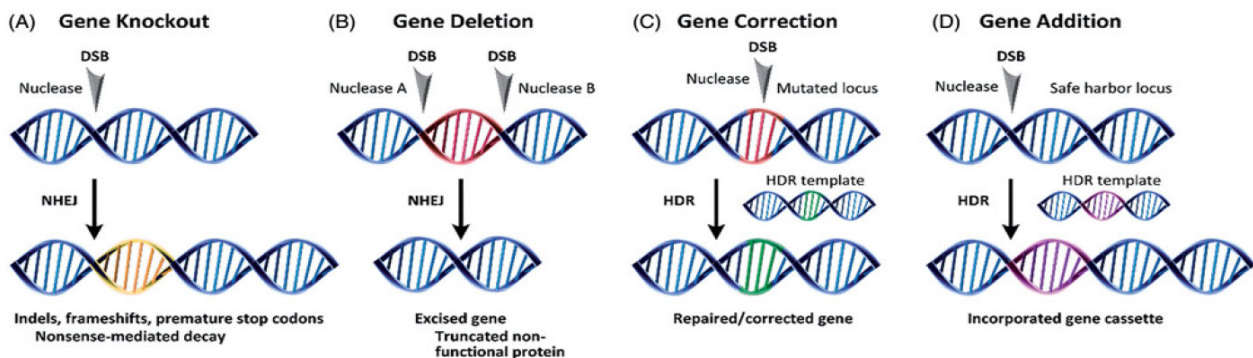 (A) Gene Knockout
DSB
Nuclease
NHEJ
Indels, frameshifts, premature stop codons
Nonsense-mediated decay
(B) Gene Deletion
DSB DSB
Nuclease A Nuclease B
NHEJ
Excised gene
Truncated non-
functional protein
(C) Gene Correction
DSB
Nuclease Mutated locus
HDR template
HDR
Repaired/corrected gene
(D) Gene Addition
DSB
Nuclease Safe harbor locus
HDR template
HDR
Incorporated gene cassette